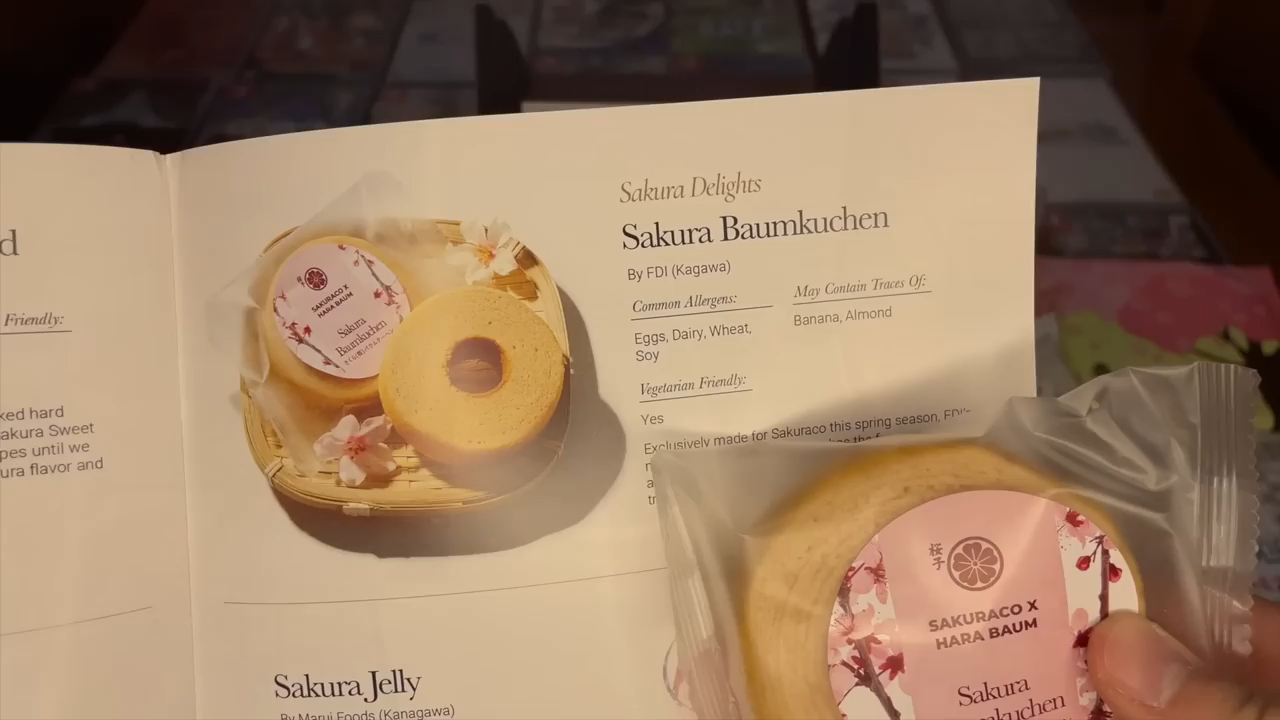 d
Friendly:
ked hard
akura Sweet
pes until we
ura flavor and
SAKURACO X
HARA BAUM
Sakura
Baumkuchen
Sakura Delights
Sakura Baumkuchen
By FDI (Kagawa)
Common Allergens:
May Contain Traces Of:
Eggs, Dairy, Wheat,
Soy
Banana, Almond
Vegetarian Friendly:
Yes
Exclusively made for Sakuraco this spring season, FDI's
Sakura Jelly
By Marui Foods (Kanagawa)
桜子
SAKURACO X
HARA BAUM
Sakura
mkuchen